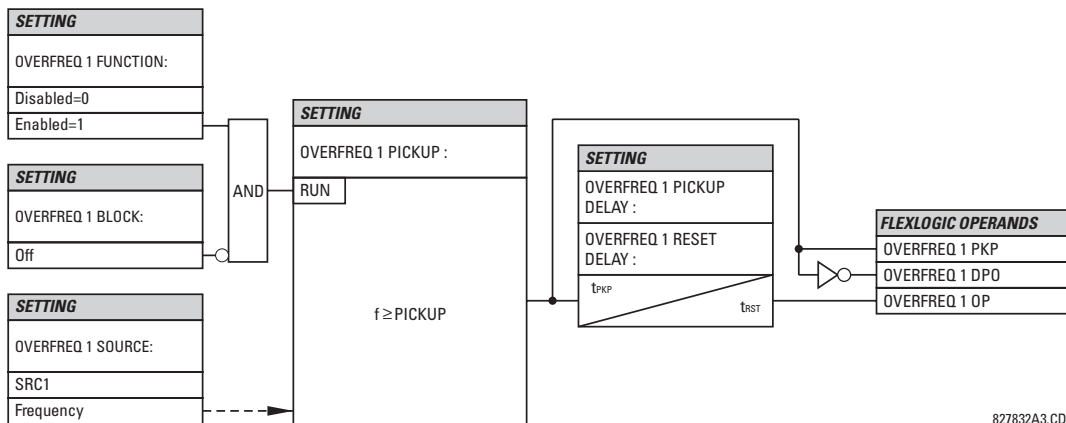 SETTING
OVERFREQ 1 FUNCTION:
Disabled=0
Enabled=1
SETTING
OVERFREQ 1 BLOCK:
Off
SETTING
OVERFREQ 1 SOURCE:
SRC1
Frequency
AND
SETTING
OVERFREQ 1 PICKUP :
RUN
f ≥ PICKUP
SETTING
OVERFREQ 1 PICKUP
DELAY :
OVERFREQ 1 RESET
DELAY :
tPKP
tRST
FLEXLOGIC OPERANDS
OVERFREQ 1 PKP
OVERFREQ 1 DPO
OVERFREQ 1 OP
827832A3.CD